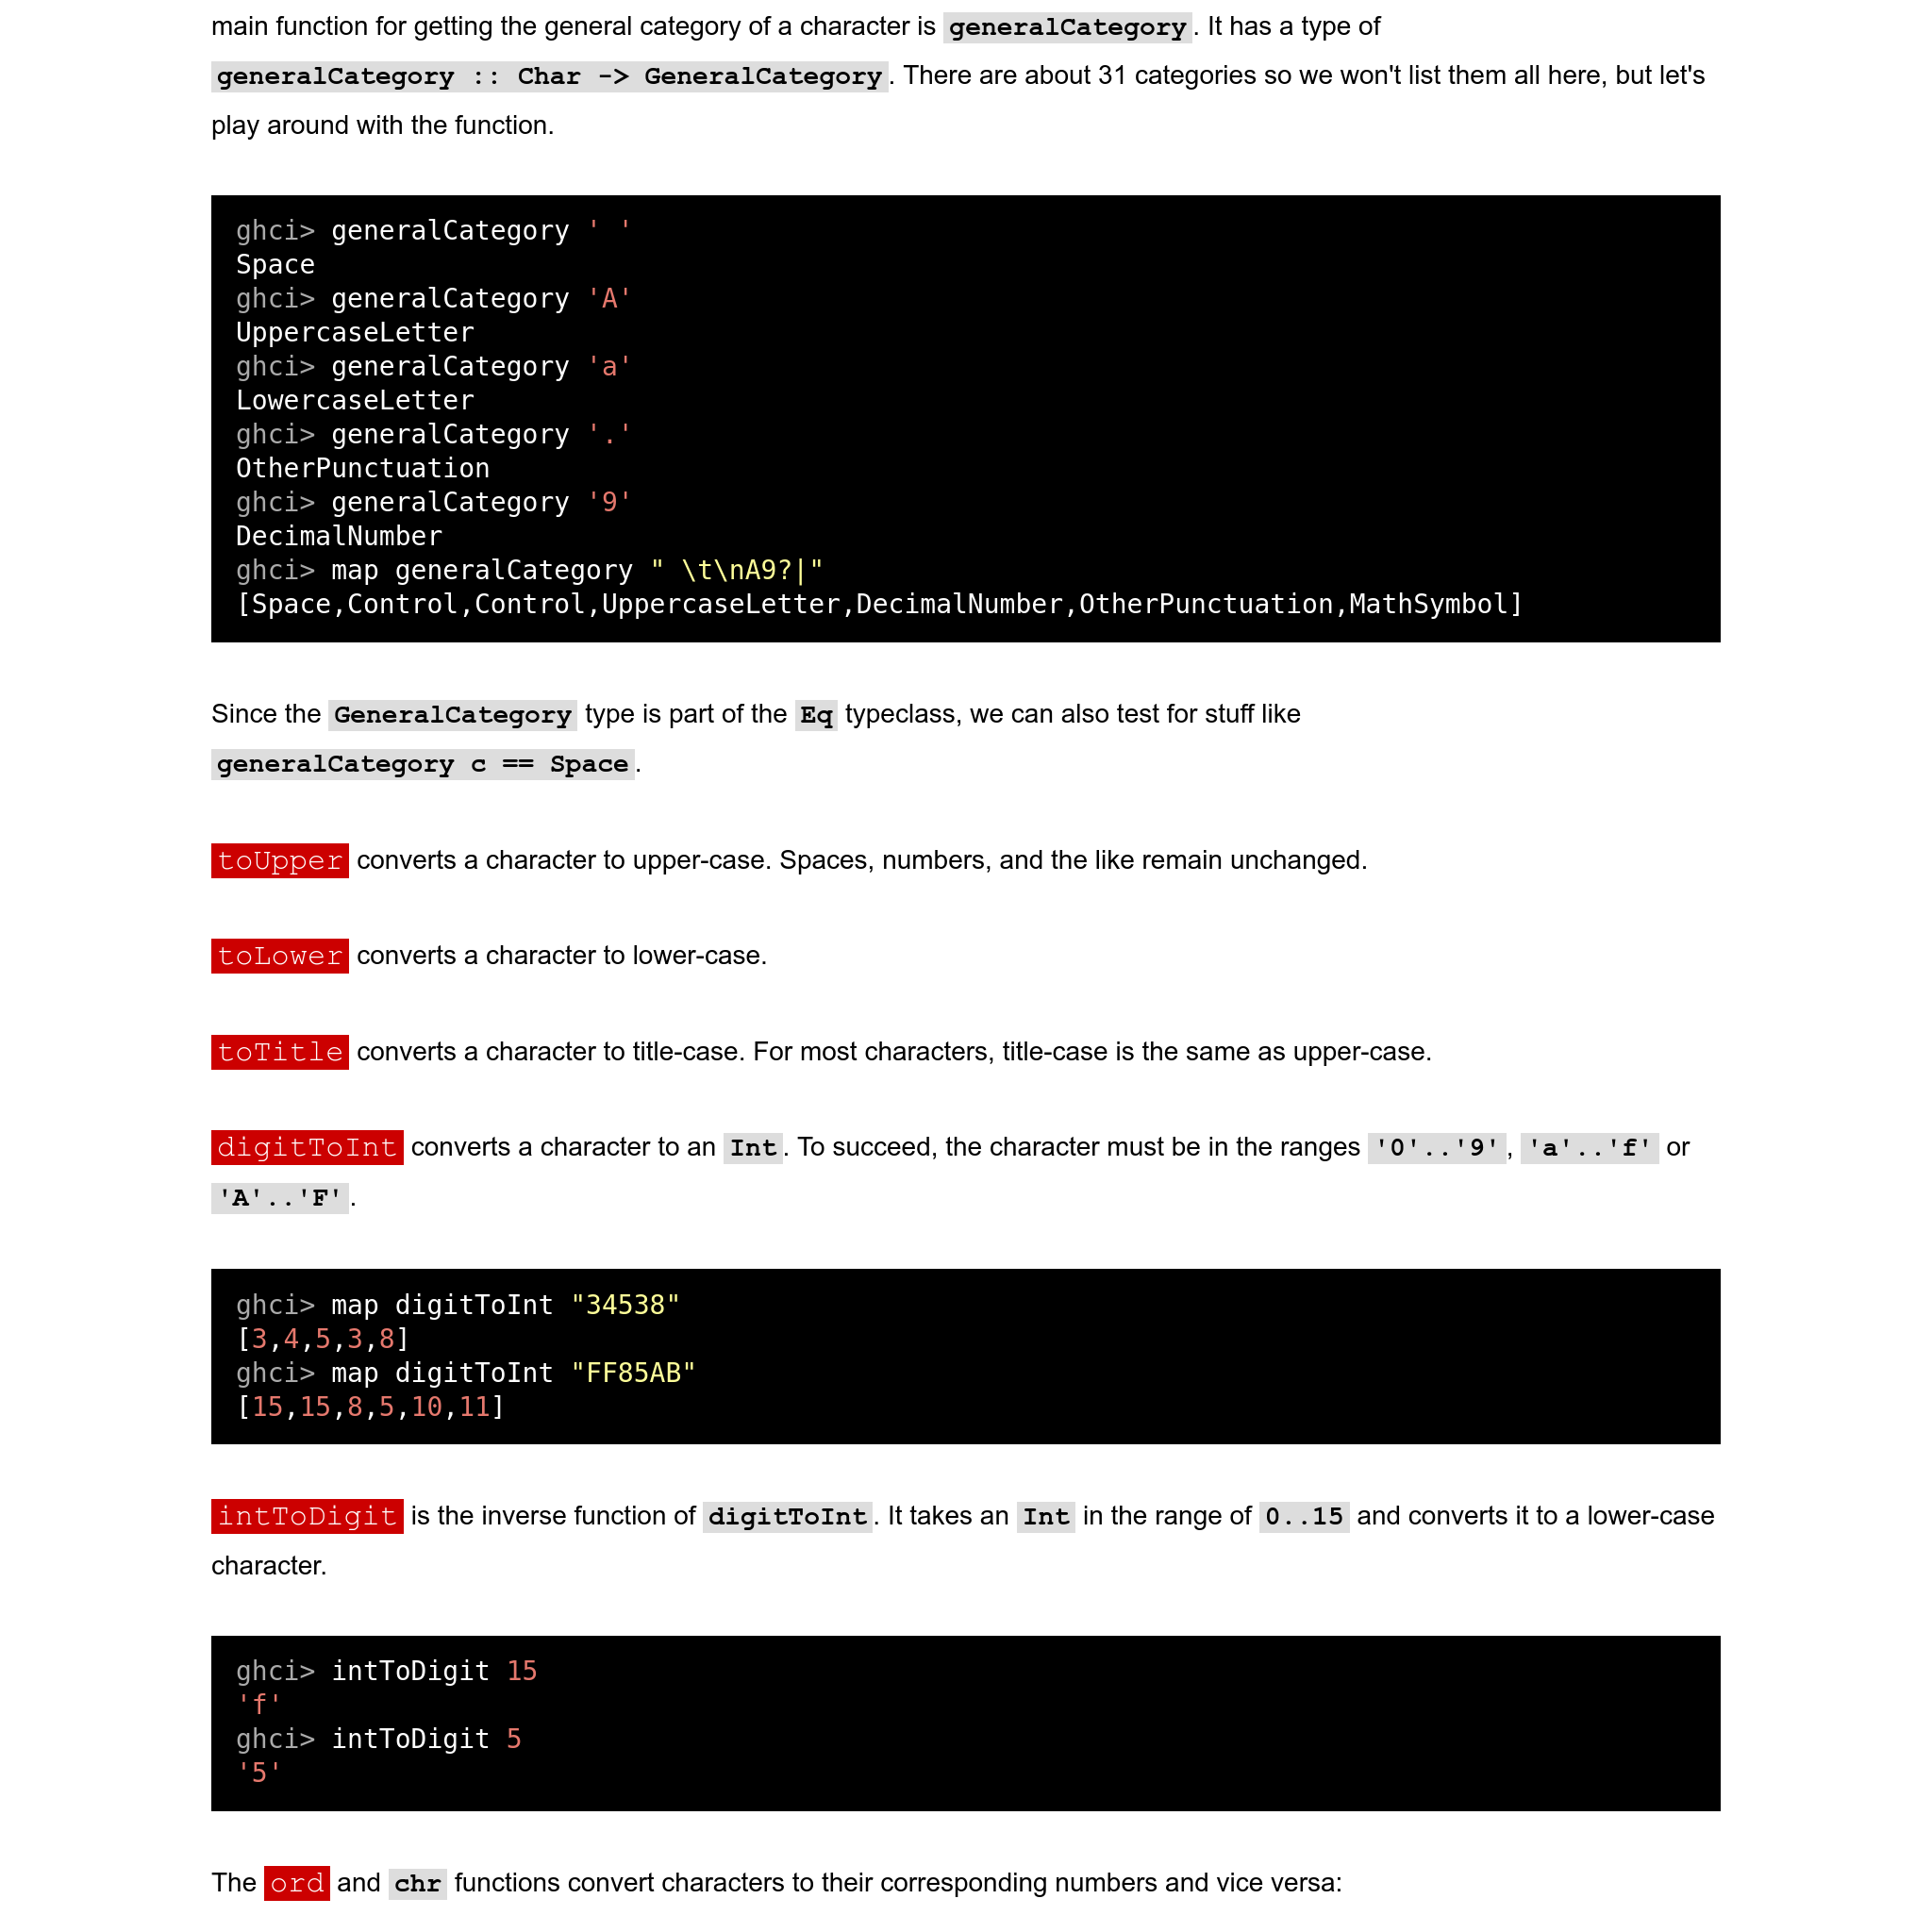 main function for getting the general category of a character is generalCategory. It has a type of
generalCategory :: Char -> GeneralCategory. There are about 31 categories so we won't list them all here, but let's
play around with the function.
ghci> generalCategory ' '
Space
ghci> generalCategory 'A'
UppercaseLetter
ghci> generalCategory 'a'
LowercaseLetter
ghci> generalCategory '.'
OtherPunctuation
ghci> generalCategory '9'
DecimalNumber
ghci> map generalCategory " \t\nA9?|"
[Space,Control,Control,UppercaseLetter,DecimalNumber,OtherPunctuation,MathSymbol]
Since the GeneralCategory type is part of the Eq typeclass, we can also test for stuff like
generalCategory c == Space.
toUpper converts a character to upper-case. Spaces, numbers, and the like remain unchanged.
toLower converts a character to lower-case.
toTitle converts a character to title-case. For most characters, title-case is the same as upper-case.
digitToInt converts a character to an Int. To succeed, the character must be in the ranges '0'..'9', 'a'..'f' or
'A'..'F'.
ghci> map digitToInt "34538"
[3,4,5,3,8]
ghci> map digitToInt "FF85AB"
[15,15,8,5,10,11]
intToDigit is the inverse function of digitToInt. It takes an Int in the range of 0..15 and converts it to a lower-case
character.
ghci> intToDigit 15
'f'
ghci> intToDigit 5
'5'
The ord and chr functions convert characters to their corresponding numbers and vice versa: